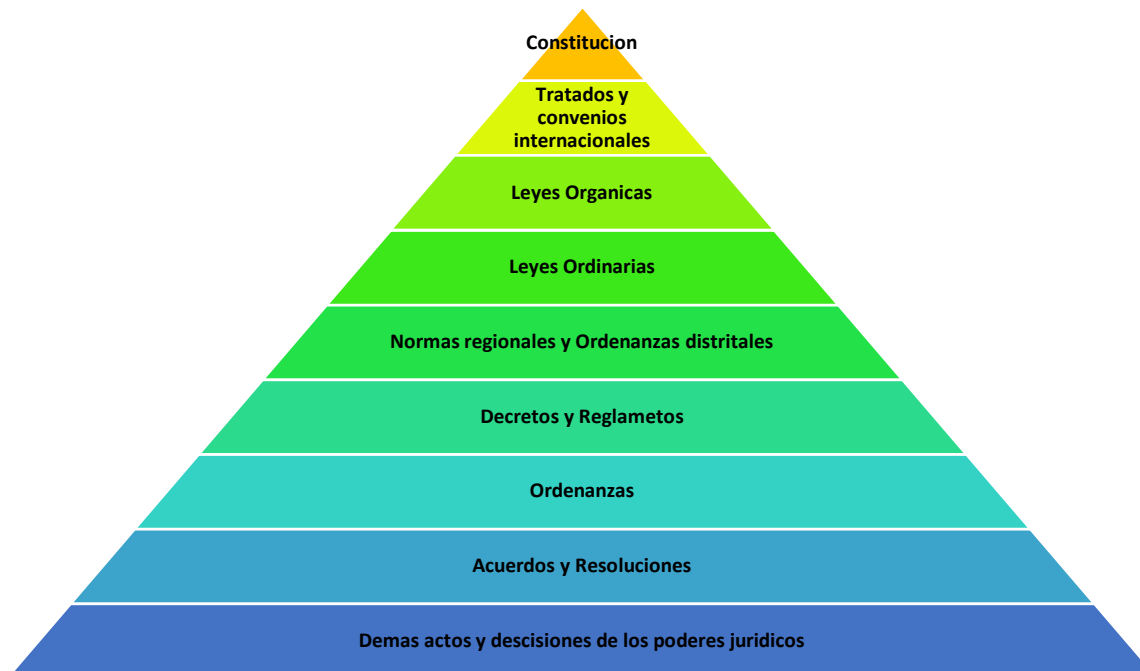 Constitucion
Tratados y
convenios
internacionales
Leyes Organicas
Leyes Ordinarias
Normas regionales y Ordenanzas distritales
Decretos y Reglametos
Ordenanzas
Acuerdos y Resoluciones
Demas actos y descisiones de los poderes juridicos